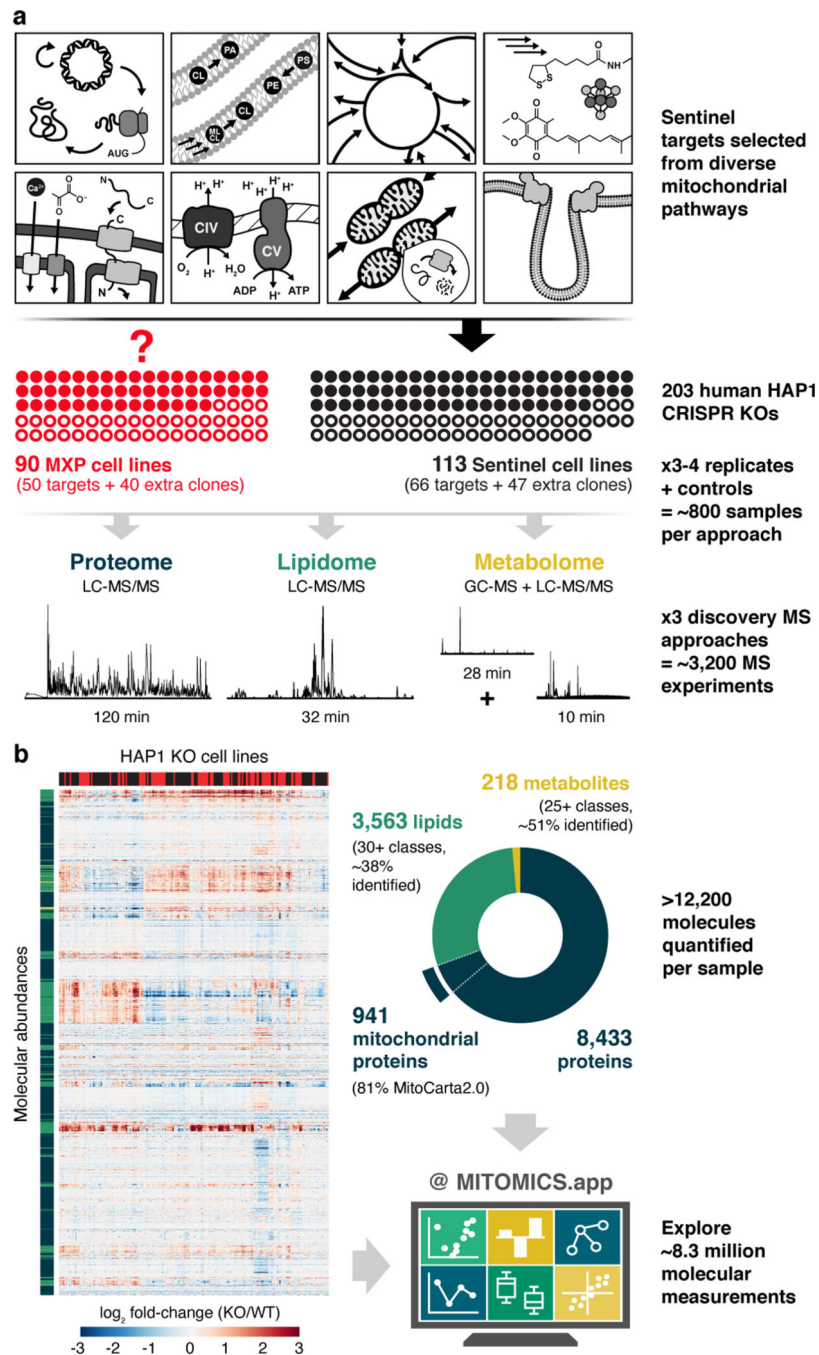 a
CL
PA
PS
PE
CL
ML
CL
AUG
O
NH
S
S
O
O
O
O
Sentinel
targets selected
from diverse
mitochondrial
pathways
Ca²⁺
O
O⁻
O
N
C
C
N
H⁺
H⁺
H⁺
H⁺
H⁺
H⁺
CIV
CV
O₂
H⁺
H₂O
ADP
H⁺
ATP
?
203 human HAP1
CRISPR KOs
90 MXP cell lines
(50 targets + 40 extra clones)
113 Sentinel cell lines
(66 targets + 47 extra clones)
x3-4 replicates
+ controls
= ~800 samples
per approach
Proteome
LC-MS/MS
Lipidome
LC-MS/MS
Metabolome
GC-MS + LC-MS/MS
120 min
32 min
28 min
+
10 min
x3 discovery MS
approaches
= ~3,200 MS
experiments
b
HAP1 KO cell lines
Molecular abundances
log₂ fold-change (KO/WT)
-3 -2 -1 0 1 2 3
218 metabolites
(25+ classes,
~51% identified)
3,563 lipids
(30+ classes,
~38%
identified)
941
mitochondrial
proteins
(81% MitoCarta2.0)
8,433
proteins
>12,200
molecules
quantified
per sample
@ MITOMICS.app
Explore
~8.3 million
molecular
measurements